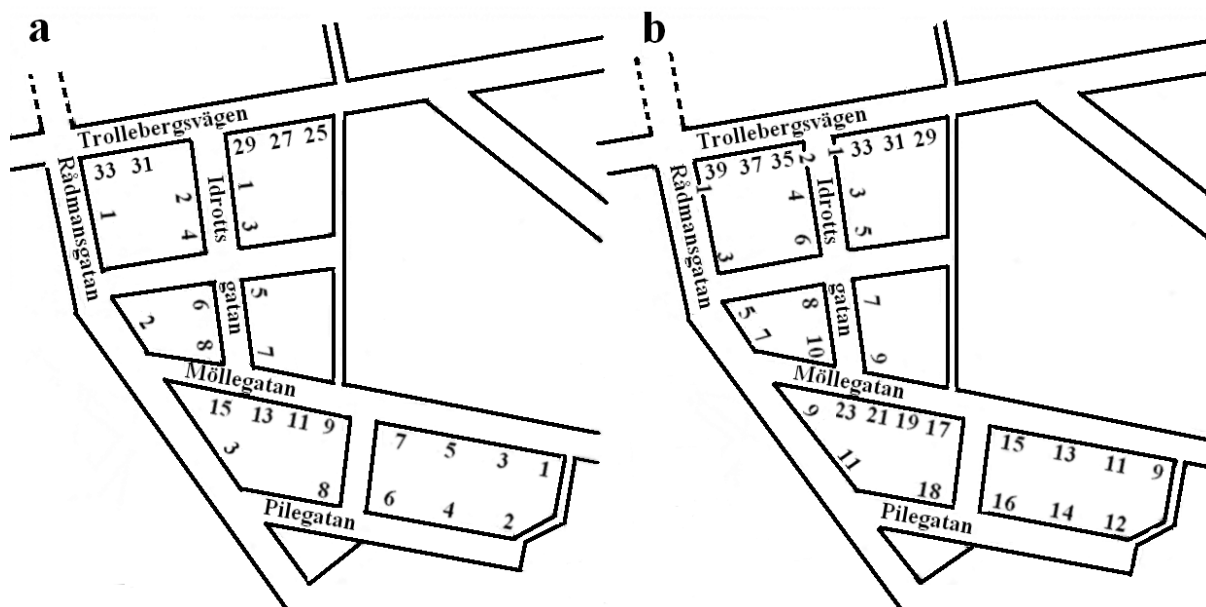 a
Trollebergsvägen
33 31
29 27 25
Rådmansgatan
1
2
4
Idrotts
1
3
2
6
8
gatan
5
7
Möllegatan
15 13 11 9
3
8
7 5 3 1
6 4 2
Pilegatan
b
Trollebergsvägen
39 37 35
33 31 29
Rådmansgatan
1
3
2
4
6
Idrotts
1
3
5
5
7
8
10
gatan
7
9
Möllegatan
9
11
23 21 19 17
18
15 13 11 9
16 14 12
Pilegatan